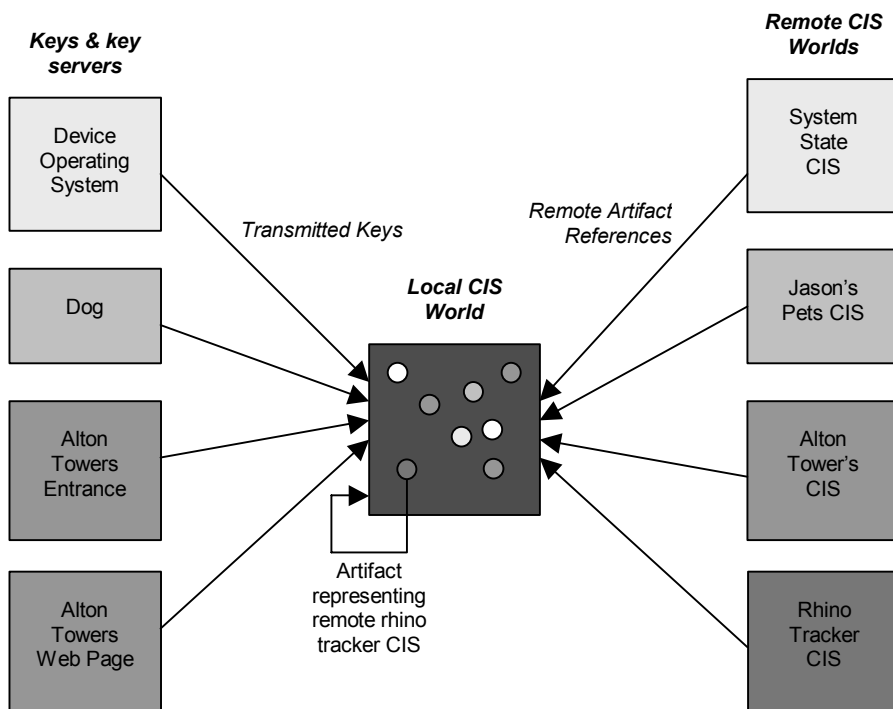 Keys & key
servers
Device
Operating
System
Dog
Alton
Towers
Entrance
Alton
Towers
Web Page
Transmitted Keys
Local CIS
World
Artifact
representing
remote rhino
tracker CIS
Remote Artifact
References
Remote CIS
Worlds
System
State
CIS
Jason's
Pets CIS
Alton
Tower's
CIS
Rhino
Tracker
CIS